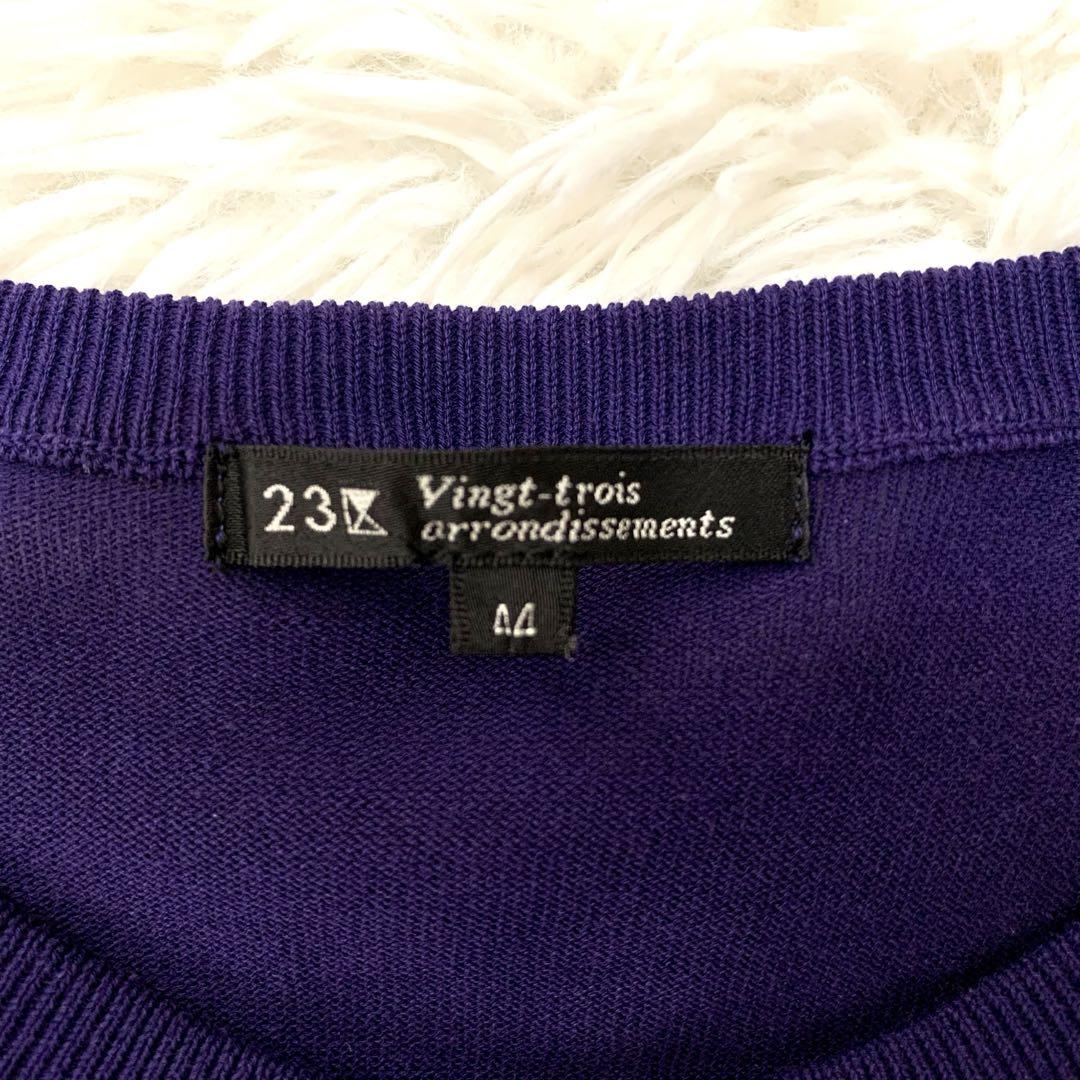 23区
Vingt-trois
arrondissements
44